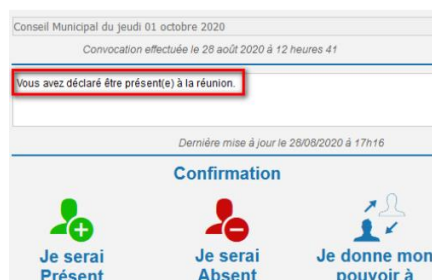 Conseil Municipal du jeudi 01 octobre 2020
Convocation effectuée le 28 août 2020 à 12 heures 41
Vous avez déclaré être présent(e) à la réunion.
Dernière mise à jour le 28/08/2020 à 17h16
Confirmation
Je serai Je serai Je donne mon
Présent Absent pouvoir à